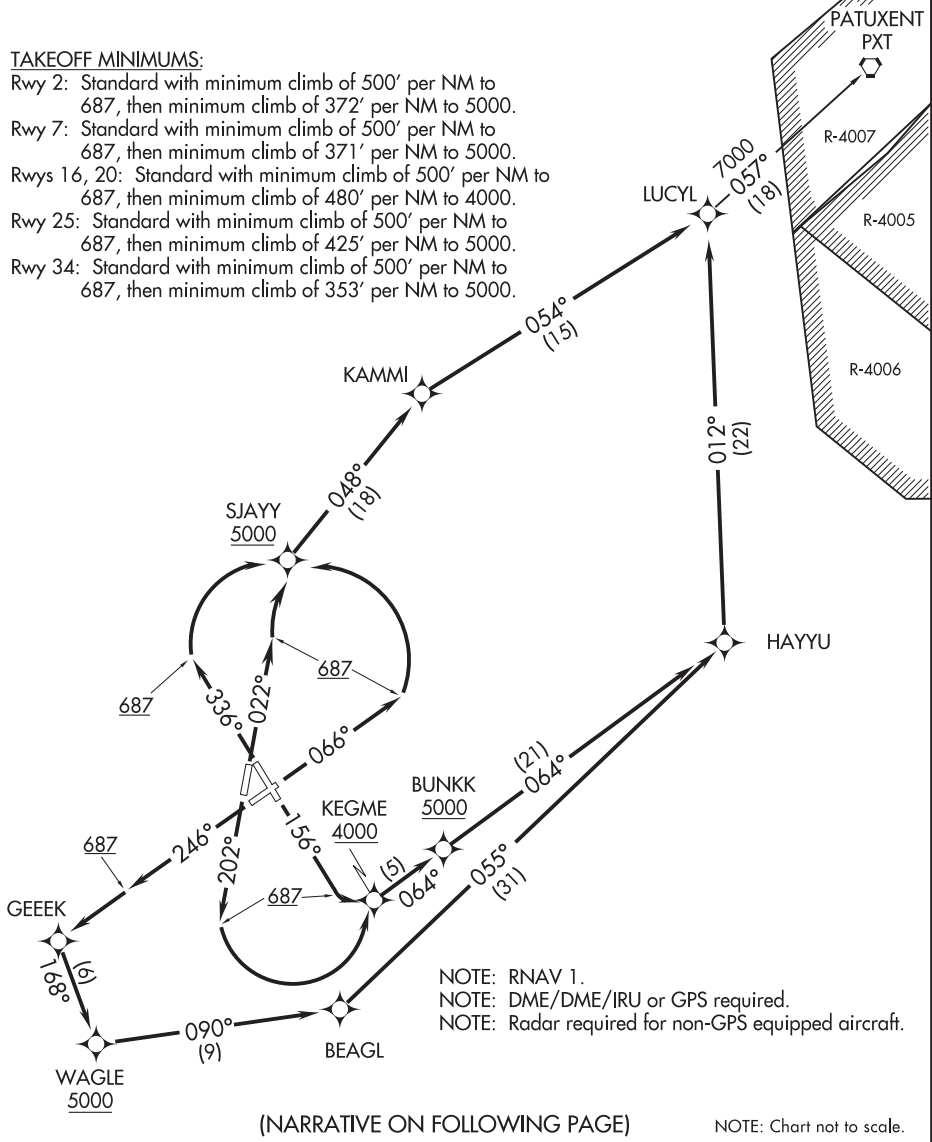 PATUXENT
PXT
TAKEOFF MINIMUMS:
Rwy 2: Standard with minimum climb of 500' per NM to
687, then minimum climb of 372' per NM to 5000.
Rwy 7: Standard with minimum climb of 500' per NM to
687, then minimum climb of 371' per NM to 5000.
Rwys 16, 20: Standard with minimum climb of 500' per NM to
687, then minimum climb of 480' per NM to 4000.
Rwy 25: Standard with minimum climb of 500' per NM to
687, then minimum climb of 425' per NM to 5000.
Rwy 34: Standard with minimum climb of 500' per NM to
687, then minimum climb of 353' per NM to 5000.
R-4007
7000
057°
(18)
LUCYL
R-4005
054°
(15)
R-4006
KAMMI
012°
(22)
048°
(18)
SJAYY
5000
HAYYU
687
687
336°
022°
066°
(21)
064°
BUNKK
5000
KEGME
4000
156°
246°
202°
687
(5)
064°
055°
(31)
687
GEEEK
(6)
168°
NOTE: RNAV 1.
NOTE: DME/DME/IRU or GPS required.
NOTE: Radar required for non-GPS equipped aircraft.
090°
(9)
BEAGL
WAGLE
5000
(NARRATIVE ON FOLLOWING PAGE)
NOTE: Chart not to scale.